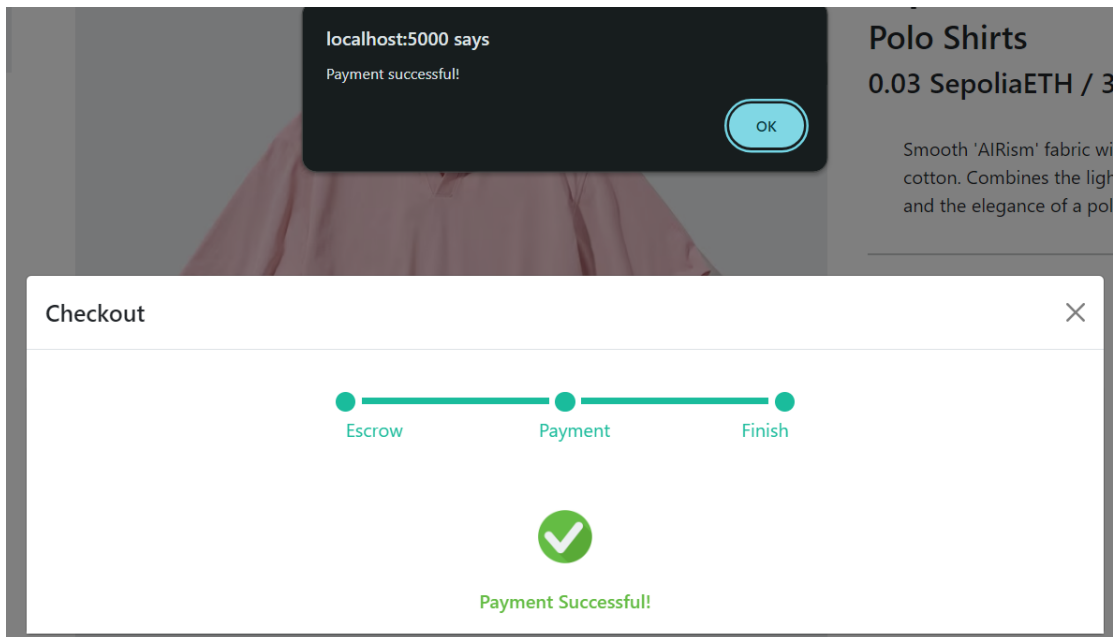 localhost:5000 says
Payment successful!
OK
Polo Shirts
0.03 SepoliaETH / 3
Smooth 'AIRism' fabric wi
cotton. Combines the ligh
and the elegance of a pol
Checkout
Escrow
Payment
Finish
Payment Successful!